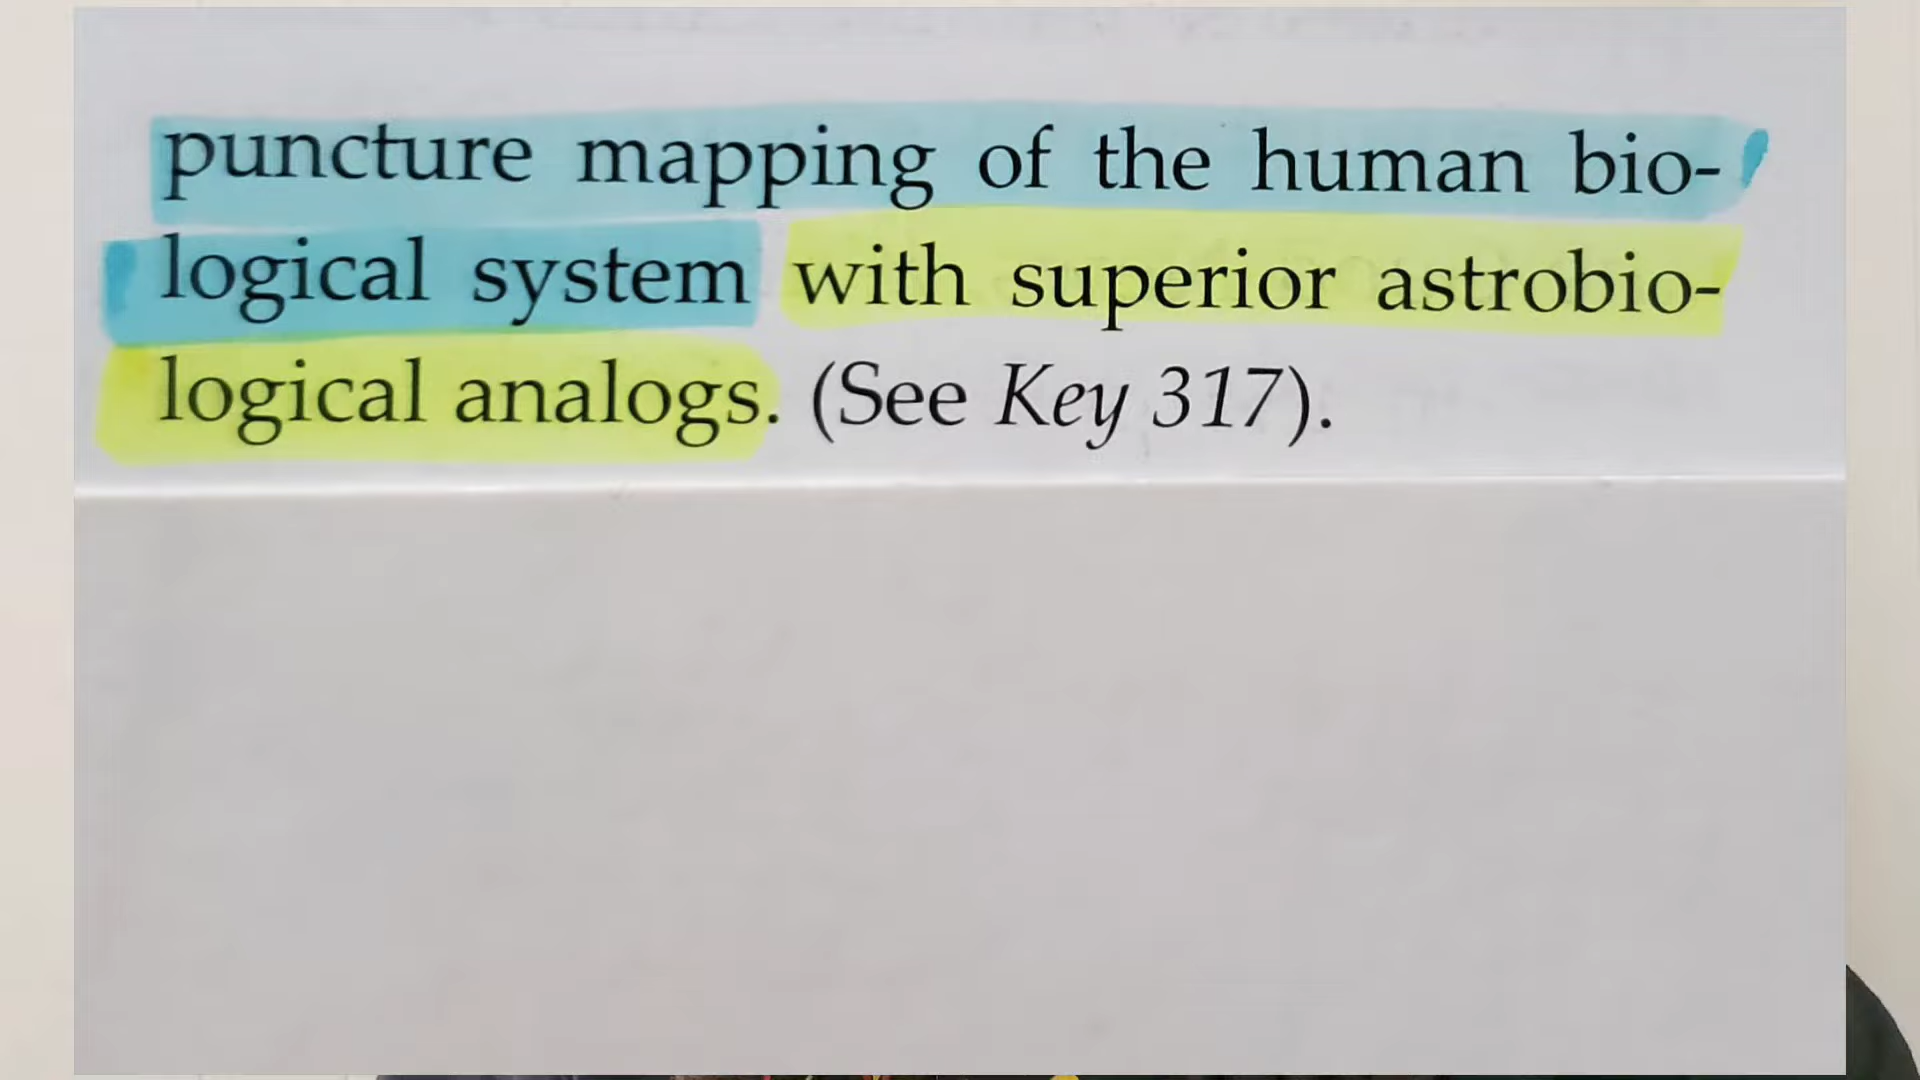 puncture mapping of the human bio-
logical system with superior astrobio-
logical analogs. (See Key 317).